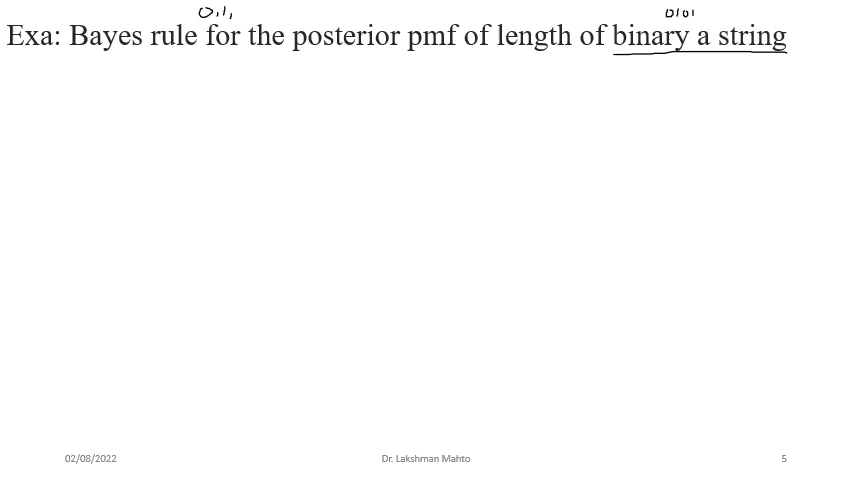 0,1,
0101
Exa: Bayes rule for the posterior pmf of length of binary a string
02/08/2022
Dr. Lakshman Mahto
5